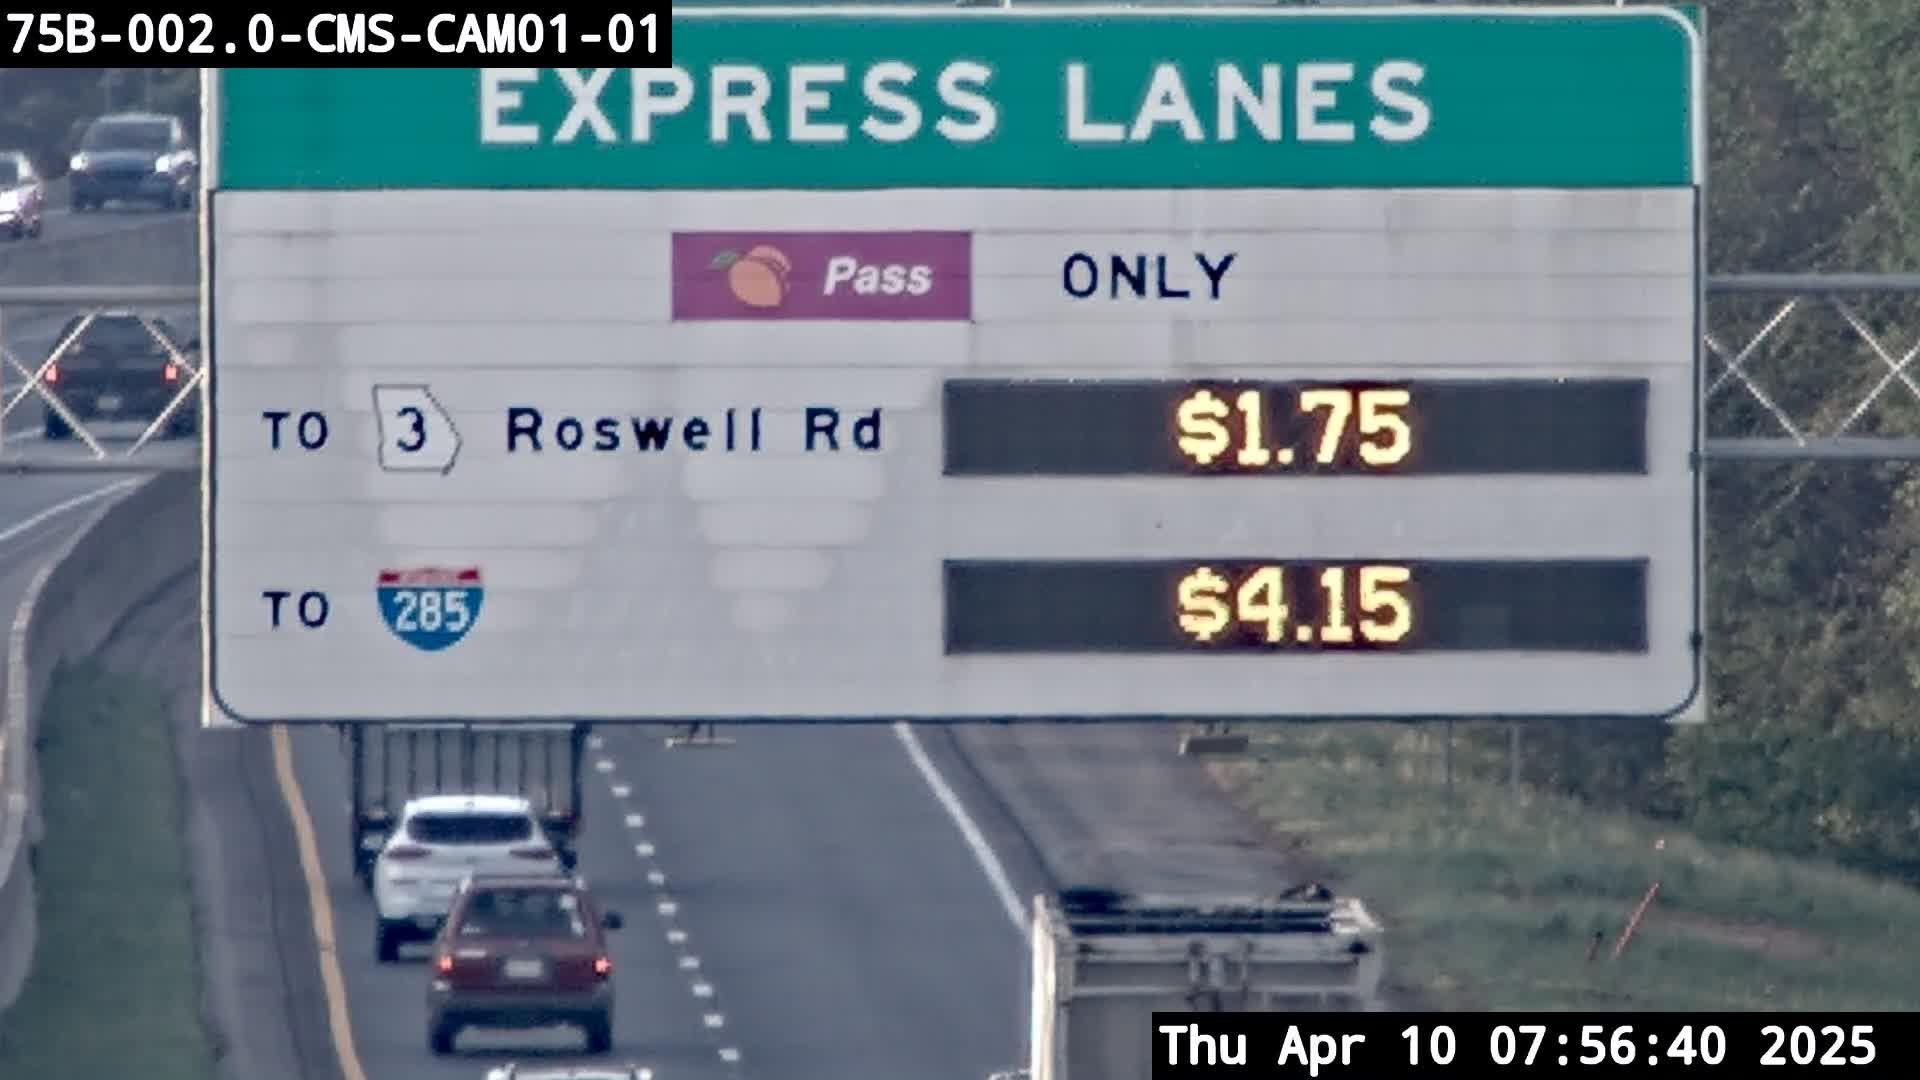 75B-002.0-CMS-CAM01-01
EXPRESS LANES
Pass ONLY
TO 3 Roswell Rd $1.75
TO 285 $4.15
Thu Apr 10 07:56:40 2025